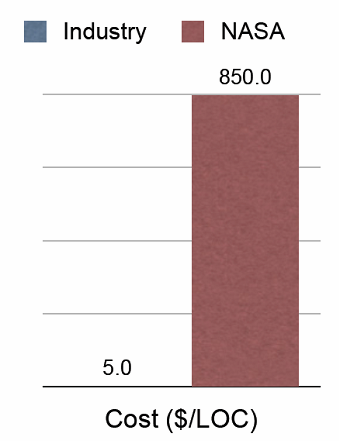 Industry NASA
850.0
5.0
Cost ($/LOC)